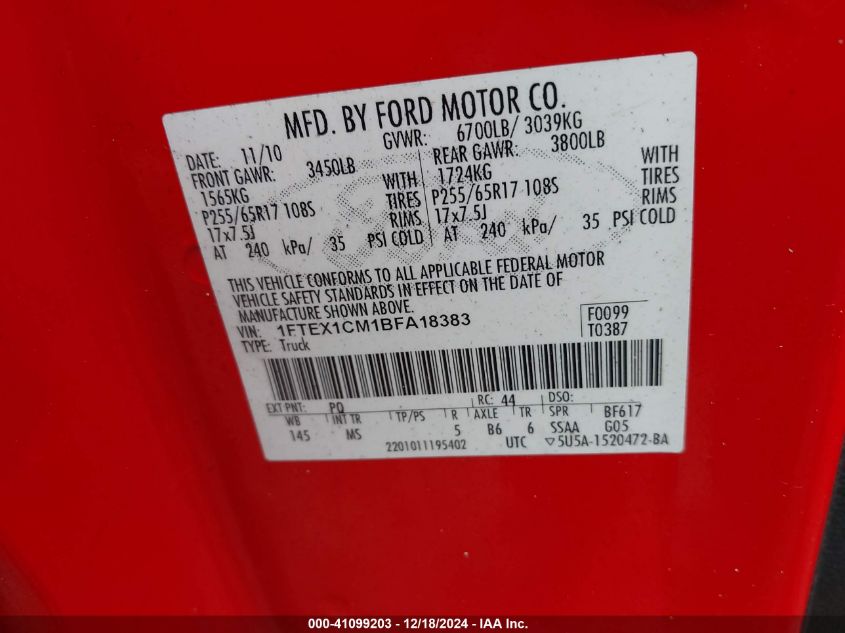 MFD. BY FORD MOTOR CO.
DATE: 11/10 GVWR: 6700LB/ 3039KG
FRONT GAWR: 3450LB REAR GAWR: 3800LB
1565KG WITH 1724KG WITH
P255/65R17 108S TIRES P255/65R17 108S TIRES
17x7.5J RIMS 17x7.5J RIMS
AT 240 kPa/ 35 PSI COLD AT 240 kPa/ 35 PSI COLD
THIS VEHICLE CONFORMS TO ALL APPLICABLE FEDERAL MOTOR
VEHICLE SAFETY STANDARDS IN EFFECT ON THE DATE OF
MANUFACTURE SHOWN ABOVE.
VIN: 1FTEX1CM1BFA18383 F0099
TYPE: Truck T0387
EXT PNT: PQ RC: 44 DSO:
WB INT TR TP/PS R AXLE TR SPR BF617
145 MS 5 B6 6 SSAA G05
2201011195402 UTC ▽5U5A-1520472-BA
000-41099203 - 12/18/2024 - IAA Inc.